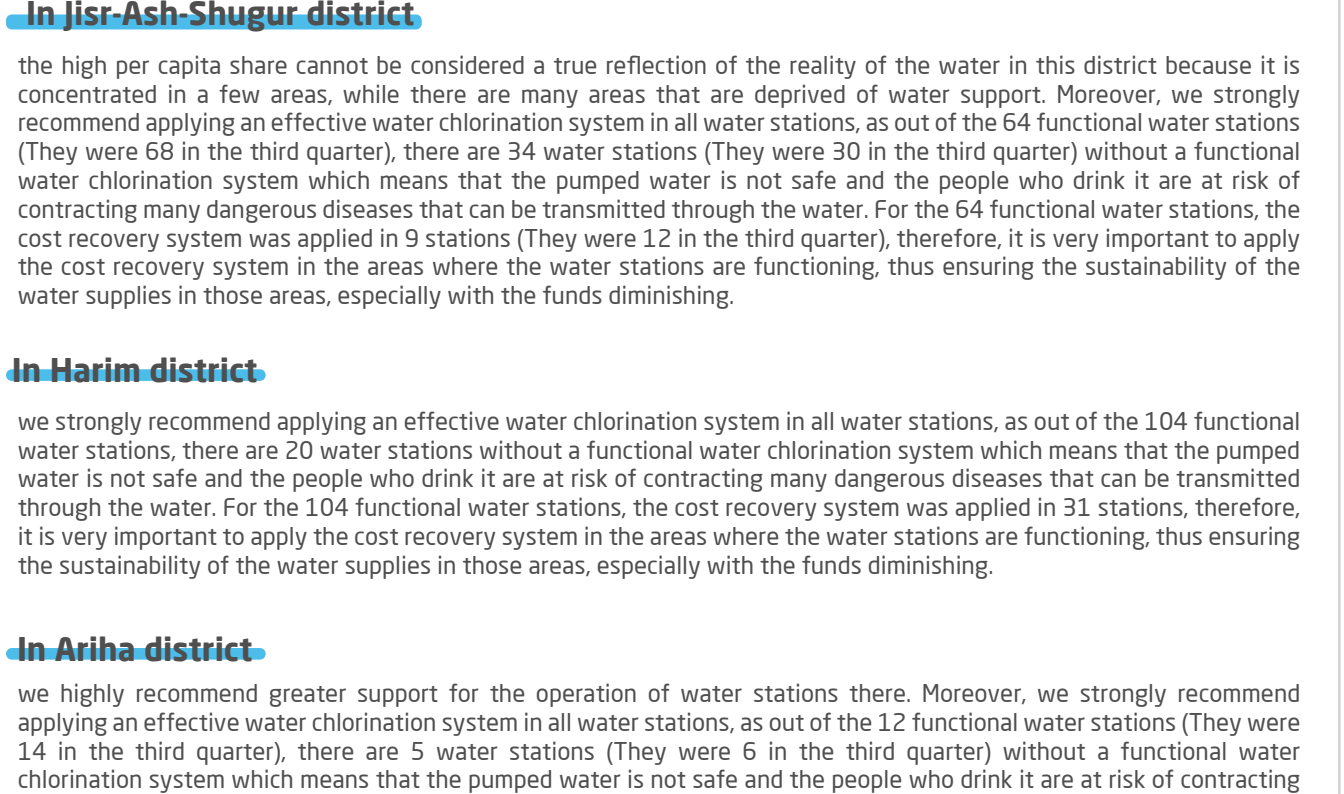 In Jisr-Ash-Shugur district
the high per capita share cannot be considered a true reflection of the reality of the water in this district because it is
concentrated in a few areas, while there are many areas that are deprived of water support. Moreover, we strongly
recommend applying an effective water chlorination system in all water stations, as out of the 64 functional water stations
(They were 68 in the third quarter), there are 34 water stations (They were 30 in the third quarter) without a functional
water chlorination system which means that the pumped water is not safe and the people who drink it are at risk of
contracting many dangerous diseases that can be transmitted through the water. For the 64 functional water stations, the
cost recovery system was applied in 9 stations (They were 12 in the third quarter), therefore, it is very important to apply
the cost recovery system in the areas where the water stations are functioning, thus ensuring the sustainability of the
water supplies in those areas, especially with the funds diminishing.
In Harim district
we strongly recommend applying an effective water chlorination system in all water stations, as out of the 104 functional
water stations, there are 20 water stations without a functional water chlorination system which means that the pumped
water is not safe and the people who drink it are at risk of contracting many dangerous diseases that can be transmitted
through the water. For the 104 functional water stations, the cost recovery system was applied in 31 stations, therefore,
it is very important to apply the cost recovery system in the areas where the water stations are functioning, thus ensuring
the sustainability of the water supplies in those areas, especially with the funds diminishing.
In Ariha district
we highly recommend greater support for the operation of water stations there. Moreover, we strongly recommend
applying an effective water chlorination system in all water stations, as out of the 12 functional water stations (They were
14 in the third quarter), there are 5 water stations (They were 6 in the third quarter) without a functional water
chlorination system which means that the pumped water is not safe and the people who drink it are at risk of contracting